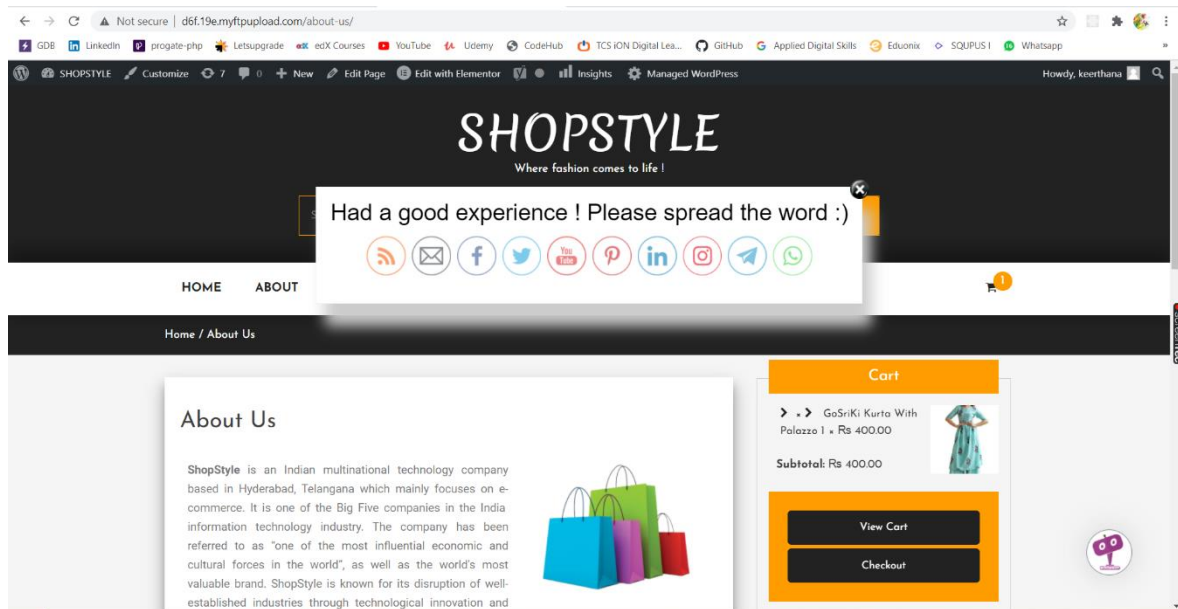 Not secure | d6f.19e.myftpupload.com/about-us/
GDB LinkedIn progate-php Letsupgrade edX Courses YouTube Udemy CodeHub TCS iON Digital Lea... GitHub Applied Digital Skills Eduonix SQUPUS I Whatsapp »
SHOPSTYLE Customize 7 0 + New Edit Page Edit with Elementor Insights Managed WordPress Howdy, keerthana
SHOPSTYLE
Where fashion comes to life !
Had a good experience ! Please spread the word :)
You Tube in
HOME ABOUT 1
Home / About Us
Cart
About Us
× GoSriKi Kurta With
Palazzo 1 × Rs 400.00
Subtotal: Rs 400.00
ShopStyle is an Indian multinational technology company
based in Hyderabad, Telangana which mainly focuses on e-
commerce. It is one of the Big Five companies in the India
information technology industry. The company has been
referred to as "one of the most influential economic and
cultural forces in the world", as well as the world's most
valuable brand. ShopStyle is known for its disruption of well-
established industries through technological innovation and
View Cart
Checkout